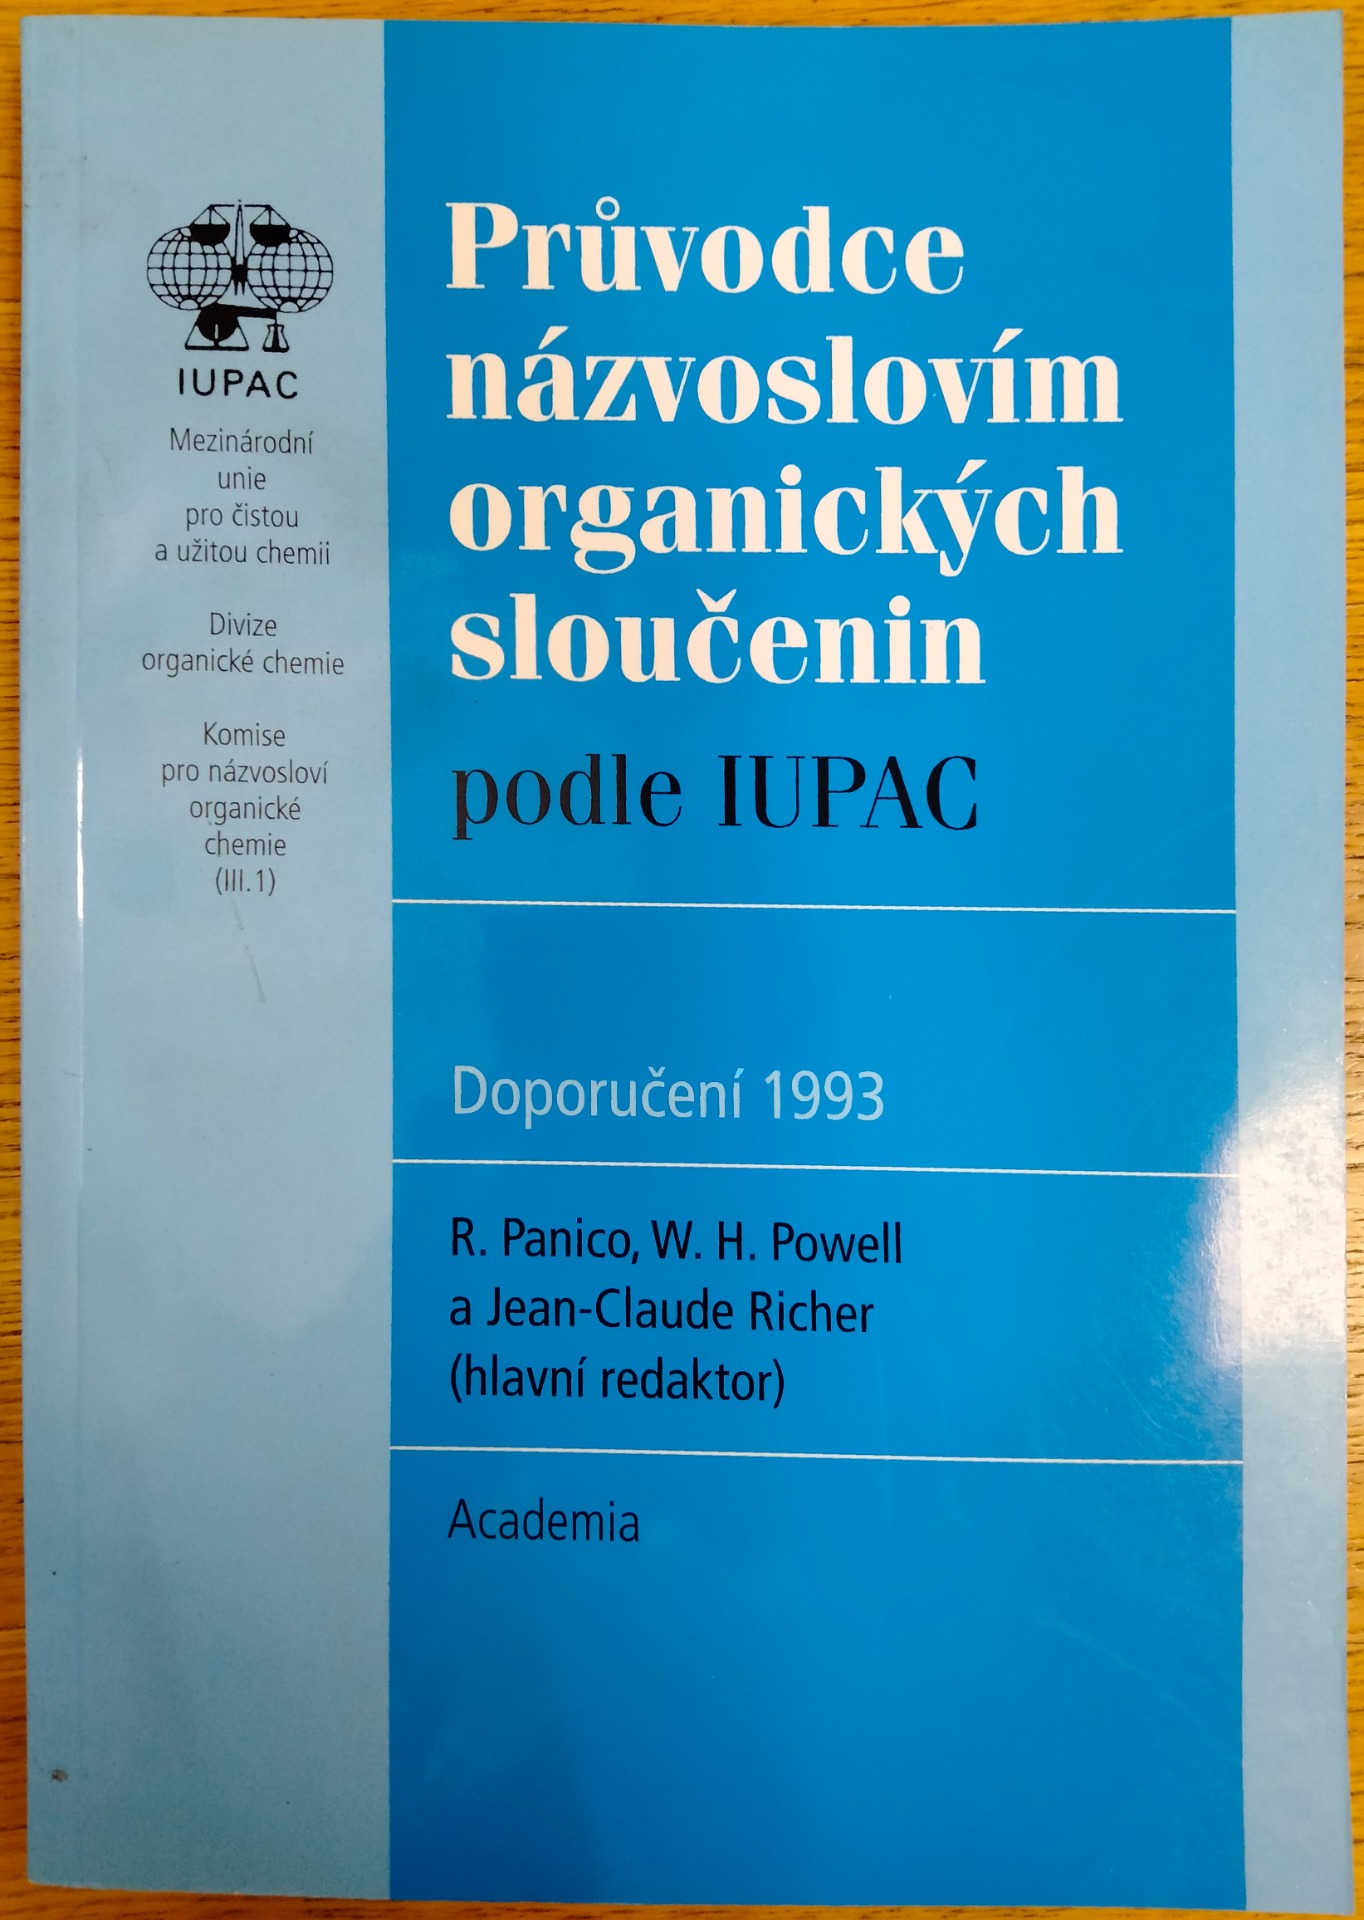 IUPAC
Mezinárodní
unie
pro čistou
a užitou chemii
Divize
organické chemie
Komise
pro názvosloví
organické
chemie
(III.1)
Průvodce
názvoslovím
organických
sloučenin
podle IUPAC
Doporučení 1993
R. Panico, W. H. Powell
a Jean-Claude Richer
(hlavní redaktor)
Academia